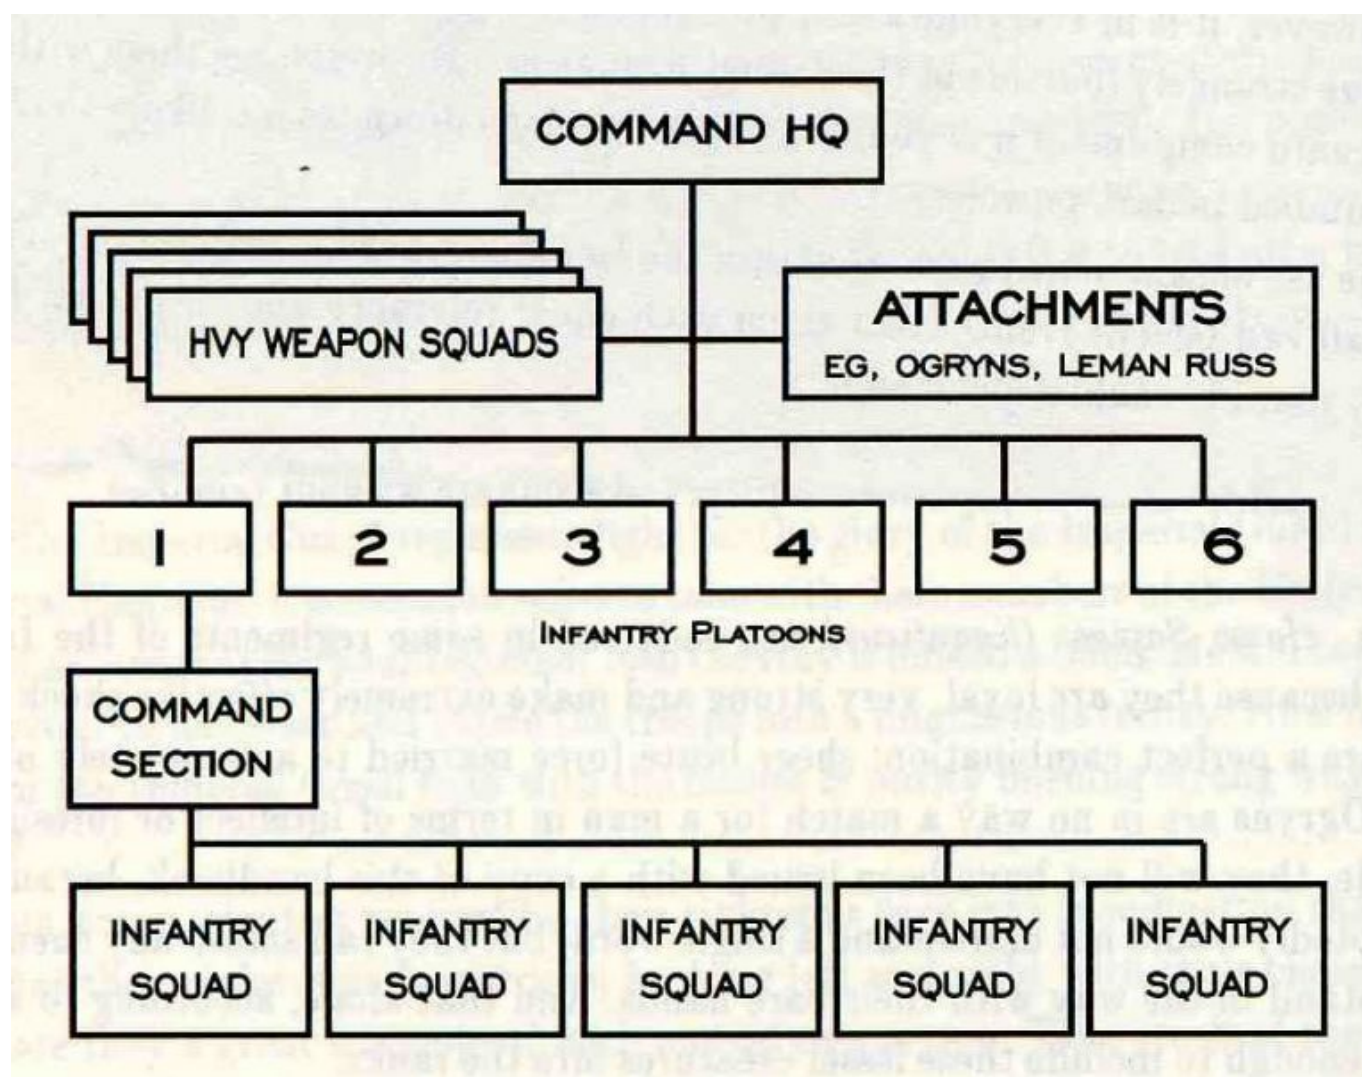 COMMAND HQ
HVY WEAPON SQUADS
ATTACHMENTS
EG, OGRYNS, LEMAN RUSS
1
2
3
4
5
6
INFANTRY PLATOONS
COMMAND
SECTION
INFANTRY
SQUAD
INFANTRY
SQUAD
INFANTRY
SQUAD
INFANTRY
SQUAD
INFANTRY
SQUAD